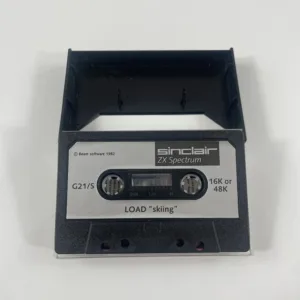 sinclair
ZX Spectrum
G21/S
16K or
48K
LOAD "skiing"